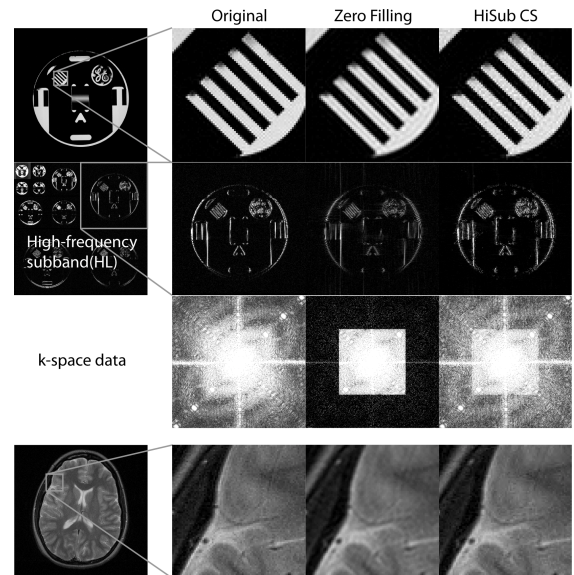 Original Zero Filling HiSub CS
High-frequency
subband(HL)
k-space data